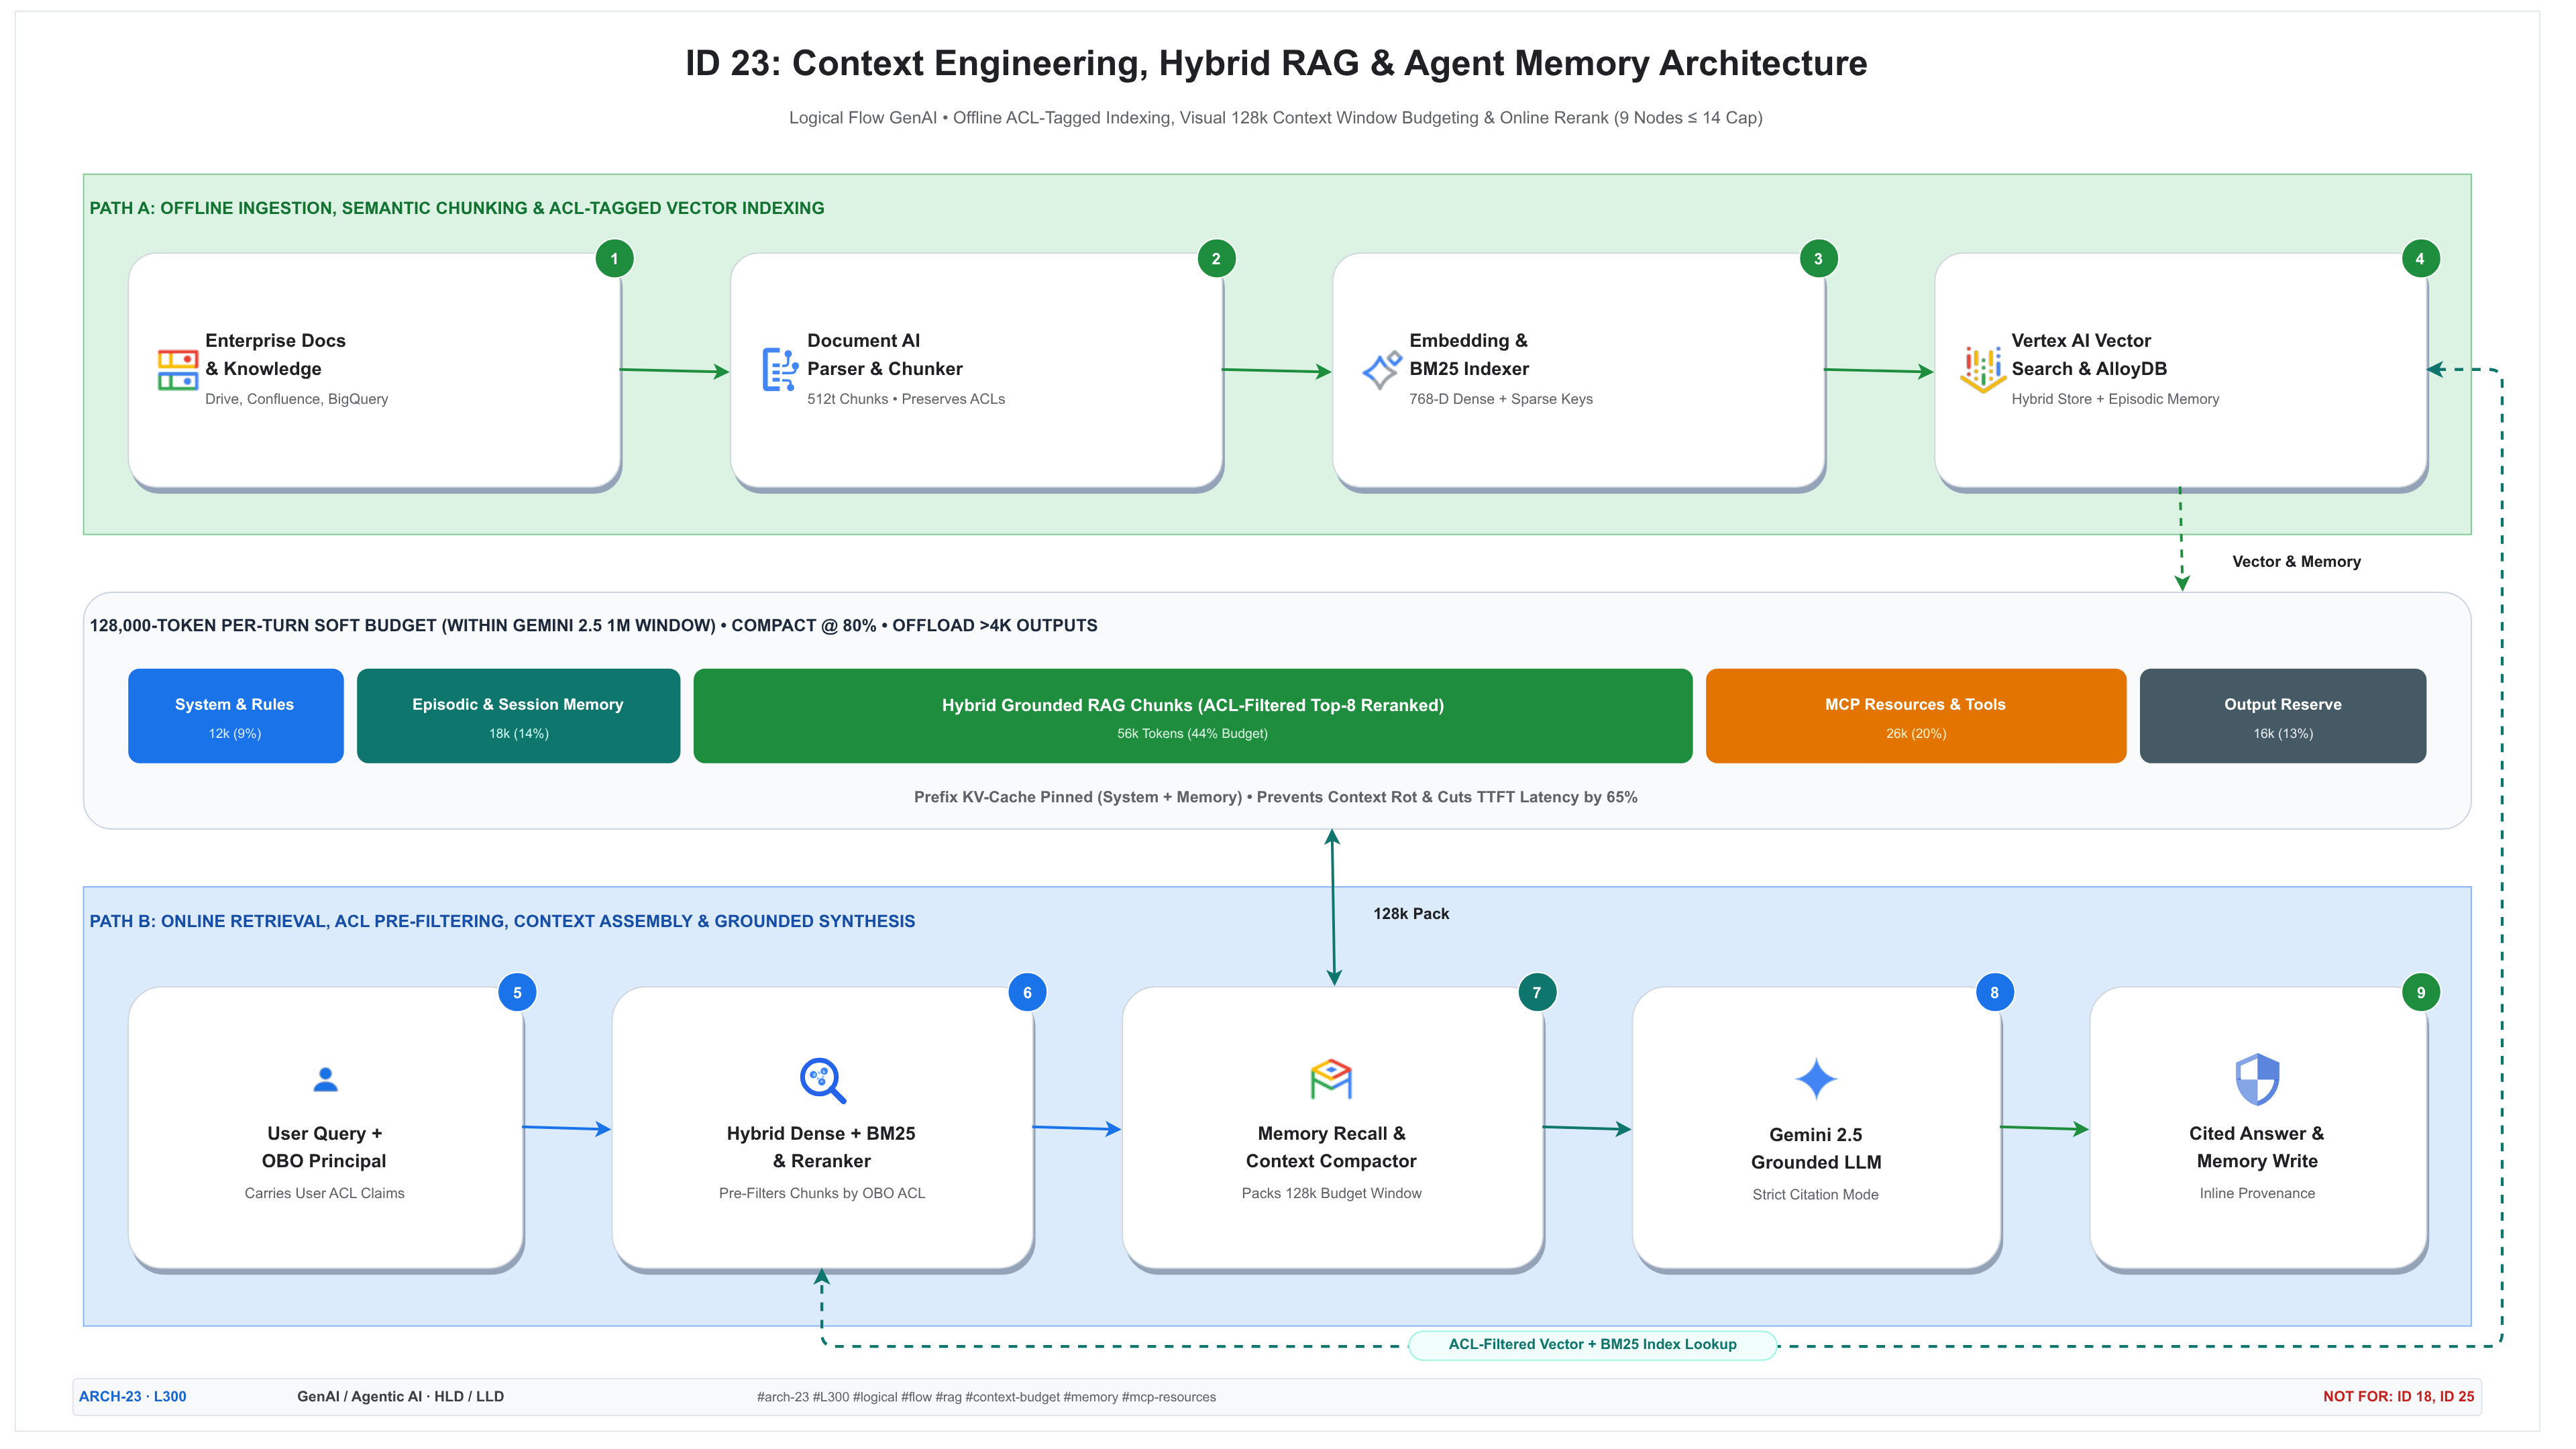 ID 23: Context Engineering, Hybrid RAG & Agent Memory Architecture
Logical Flow GenAI • Offline ACL-Tagged Indexing, Visual 128k Context Window Budgeting & Online Rerank (9 Nodes ≤ 14 Cap)
PATH A: OFFLINE INGESTION, SEMANTIC CHUNKING & ACL-TAGGED VECTOR INDEXING
1
Enterprise Docs
& Knowledge
Drive, Confluence, BigQuery
2
Document AI
Parser & Chunker
512t Chunks • Preserves ACLs
3
Embedding &
BM25 Indexer
768-D Dense + Sparse Keys
4
Vertex AI Vector
Search & AlloyDB
Hybrid Store + Episodic Memory
Vector & Memory
128,000-TOKEN PER-TURN SOFT BUDGET (WITHIN GEMINI 2.5 1M WINDOW) • COMPACT @ 80% • OFFLOAD >4K OUTPUTS
System & Rules
12k (9%)
Episodic & Session Memory
18k (14%)
Hybrid Grounded RAG Chunks (ACL-Filtered Top-8 Reranked)
56k Tokens (44% Budget)
MCP Resources & Tools
26k (20%)
Output Reserve
16k (13%)
Prefix KV-Cache Pinned (System + Memory) • Prevents Context Rot & Cuts TTFT Latency by 65%
128k Pack
PATH B: ONLINE RETRIEVAL, ACL PRE-FILTERING, CONTEXT ASSEMBLY & GROUNDED SYNTHESIS
5
User Query +
OBO Principal
Carries User ACL Claims
6
Hybrid Dense + BM25
& Reranker
Pre-Filters Chunks by OBO ACL
7
Memory Recall &
Context Compactor
Packs 128k Budget Window
8
Gemini 2.5
Grounded LLM
Strict Citation Mode
9
Cited Answer &
Memory Write
Inline Provenance
ACL-Filtered Vector + BM25 Index Lookup
ARCH-23 · L300
GenAI / Agentic AI · HLD / LLD
#arch-23 #L300 #logical #flow #rag #context-budget #memory #mcp-resources
NOT FOR: ID 18, ID 25